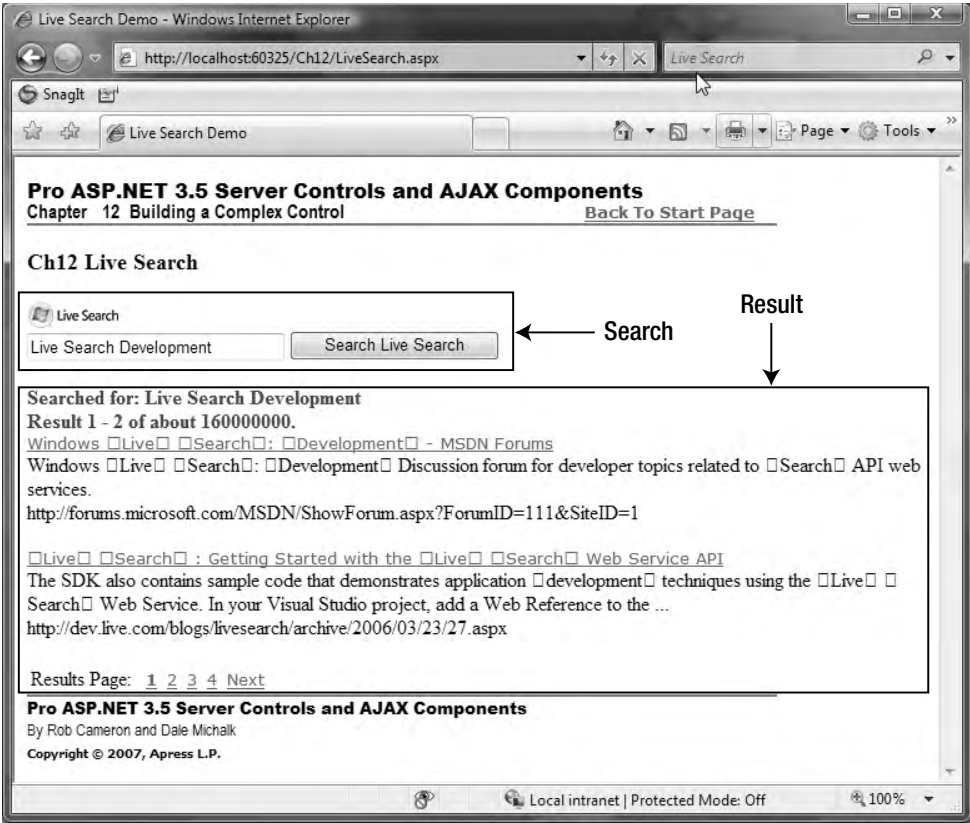 Live Search Demo - Windows Internet Explorer
http://localhost:60325/Ch12/LiveSearch.aspx
Live Search
SnagIt
Live Search Demo
Page
Tools
Pro ASP.NET 3.5 Server Controls and AJAX Components
Chapter 12 Building a Complex Control
Back To Start Page
Ch12 Live Search
Live Search
Live Search Development
Search Live Search
Search
Result
Searched for: Live Search Development
Result 1 - 2 of about 160000000.
Windows □Live□ □Search□: □Development□ - MSDN Forums
Windows □Live□ □Search□: □Development□ Discussion forum for developer topics related to □Search□ API web
services.
http://forums.microsoft.com/MSDN/ShowForum.aspx?ForumID=111&SiteID=1
□Live□ □Search□ : Getting Started with the □Live□ □Search□ Web Service API
The SDK also contains sample code that demonstrates application □development□ techniques using the □Live□ □
Search□ Web Service. In your Visual Studio project, add a Web Reference to the ...
http://dev.live.com/blogs/livesearch/archive/2006/03/23/27.aspx
Results Page: 1 2 3 4 Next
Pro ASP.NET 3.5 Server Controls and AJAX Components
By Rob Cameron and Dale Michalk
Copyright © 2007, Apress L.P.
Local intranet | Protected Mode: Off
100%